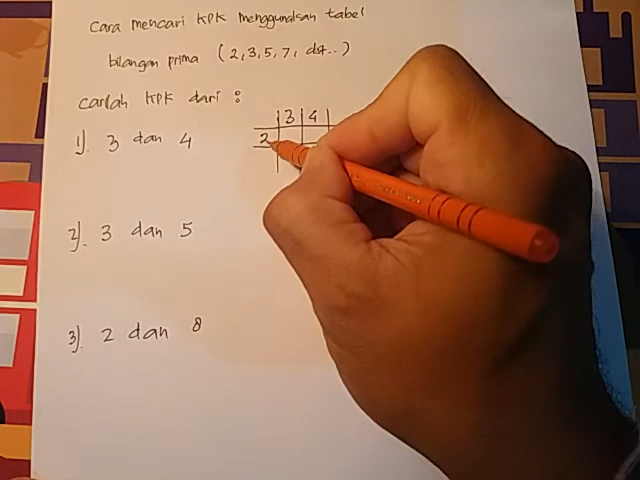 Cara mencari KPK menggunakan tabel
bilangan prima (2, 3, 5, 7, dst..)
Carilah KPK dari :
1). 3 dan 4
3 4
2
2). 3 dan 5
3). 2 dan 8